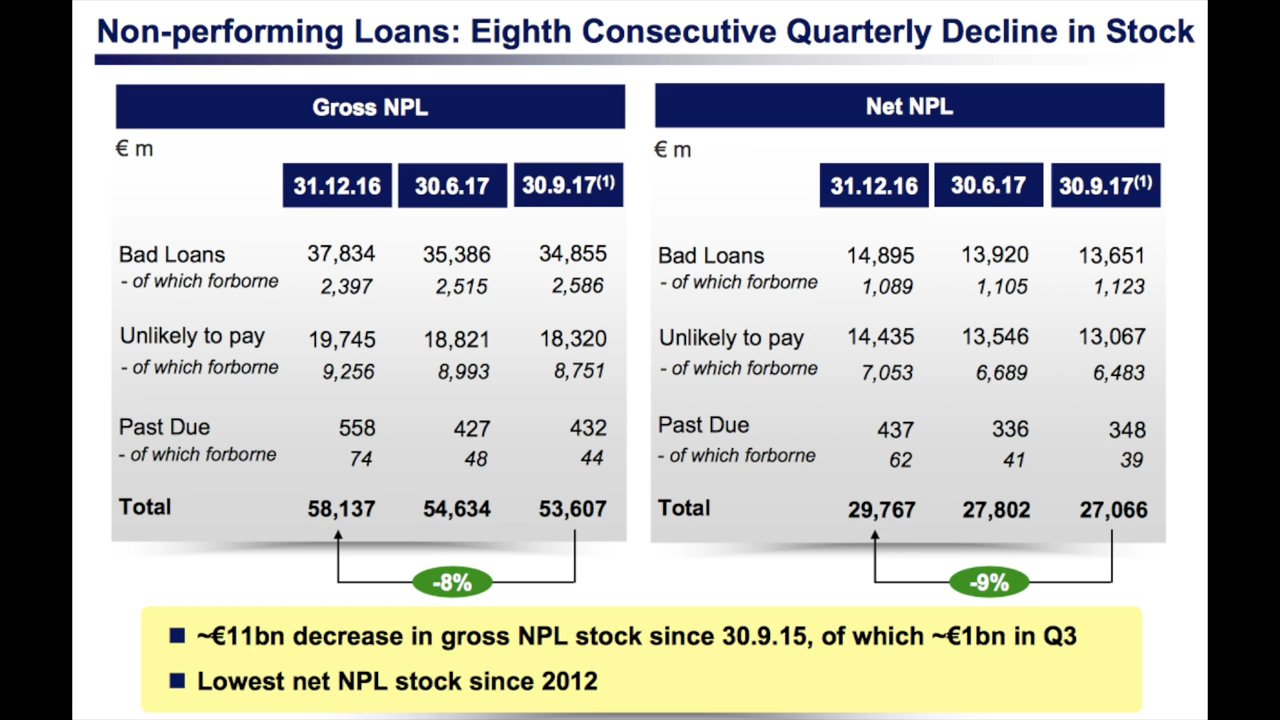 Non-performing Loans: Eighth Consecutive Quarterly Decline in Stock
Gross NPL
€ m
31.12.16 30.6.17 30.9.17(1)
Bad Loans 37,834 35,386 34,855
- of which forborne 2,397 2,515 2,586
Unlikely to pay 19,745 18,821 18,320
- of which forborne 9,256 8,993 8,751
Past Due 558 427 432
- of which forborne 74 48 44
Total 58,137 54,634 53,607
-8%
Net NPL
€ m
31.12.16 30.6.17 30.9.17(1)
Bad Loans 14,895 13,920 13,651
- of which forborne 1,089 1,105 1,123
Unlikely to pay 14,435 13,546 13,067
- of which forborne 7,053 6,689 6,483
Past Due 437 336 348
- of which forborne 62 41 39
Total 29,767 27,802 27,066
-9%
~€11bn decrease in gross NPL stock since 30.9.15, of which ~€1bn in Q3
Lowest net NPL stock since 2012